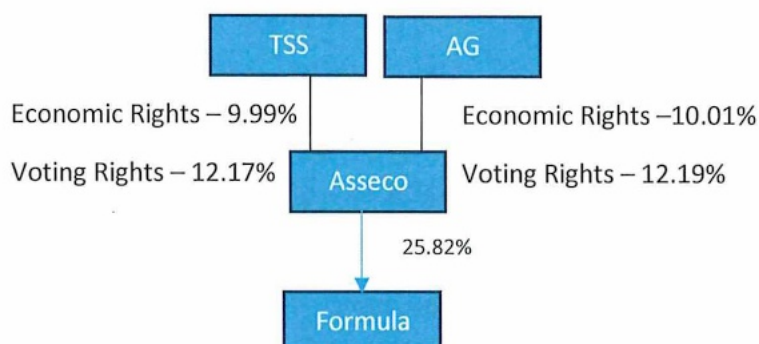 TSS
AG
Economic Rights – 9.99%
Economic Rights –10.01%
Voting Rights – 12.17%
Asseco
Voting Rights – 12.19%
25.82%
Formula